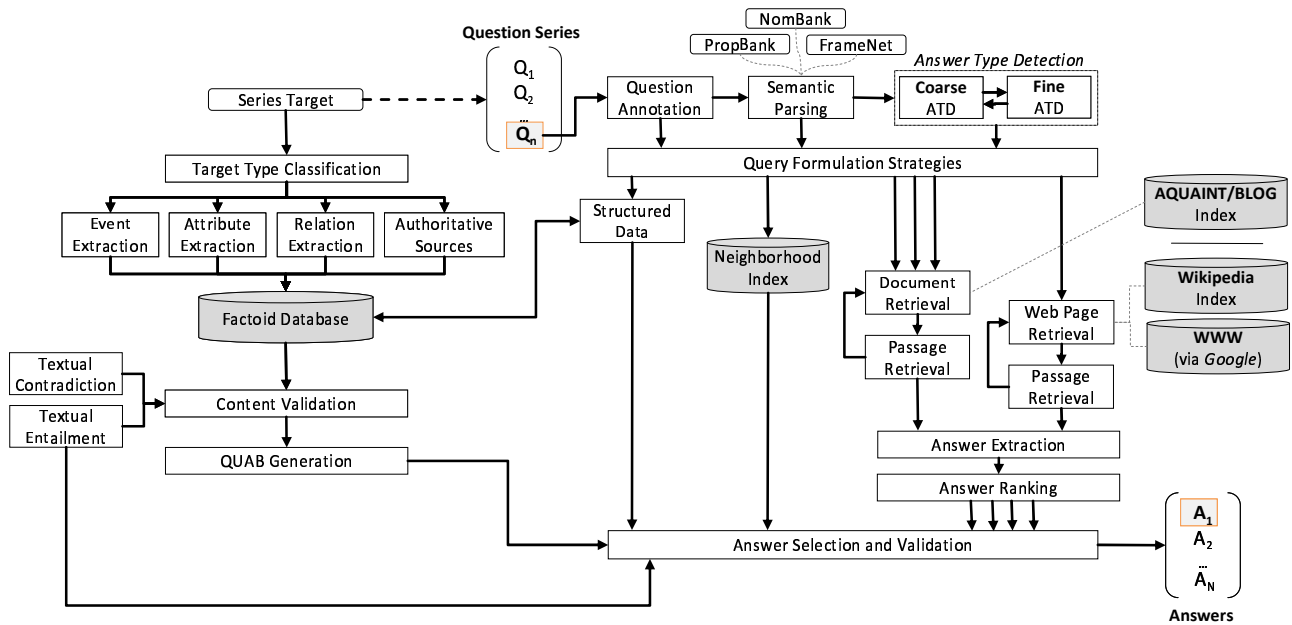 NomBank
Question Series
PropBank
FrameNet
Answer Type Detection
Q1
Q2
...
Qn
Series Target
Question
Annotation
Semantic
Parsing
Coarse
ATD
Fine
ATD
Target Type Classification
Query Formulation Strategies
AQUAINT/BLOG
Index
Event
Extraction
Attribute
Extraction
Relation
Extraction
Authoritative
Sources
Structured
Data
Neighborhood
Index
Document
Retrieval
Wikipedia
Index
Factoid Database
Web Page
Retrieval
WWW
(via Google)
Passage
Retrieval
Textual
Contradiction
Passage
Retrieval
Content Validation
Textual
Entailment
Answer Extraction
QUAB Generation
Answer Ranking
Answer Selection and Validation
A1
A2
...
AN
Answers